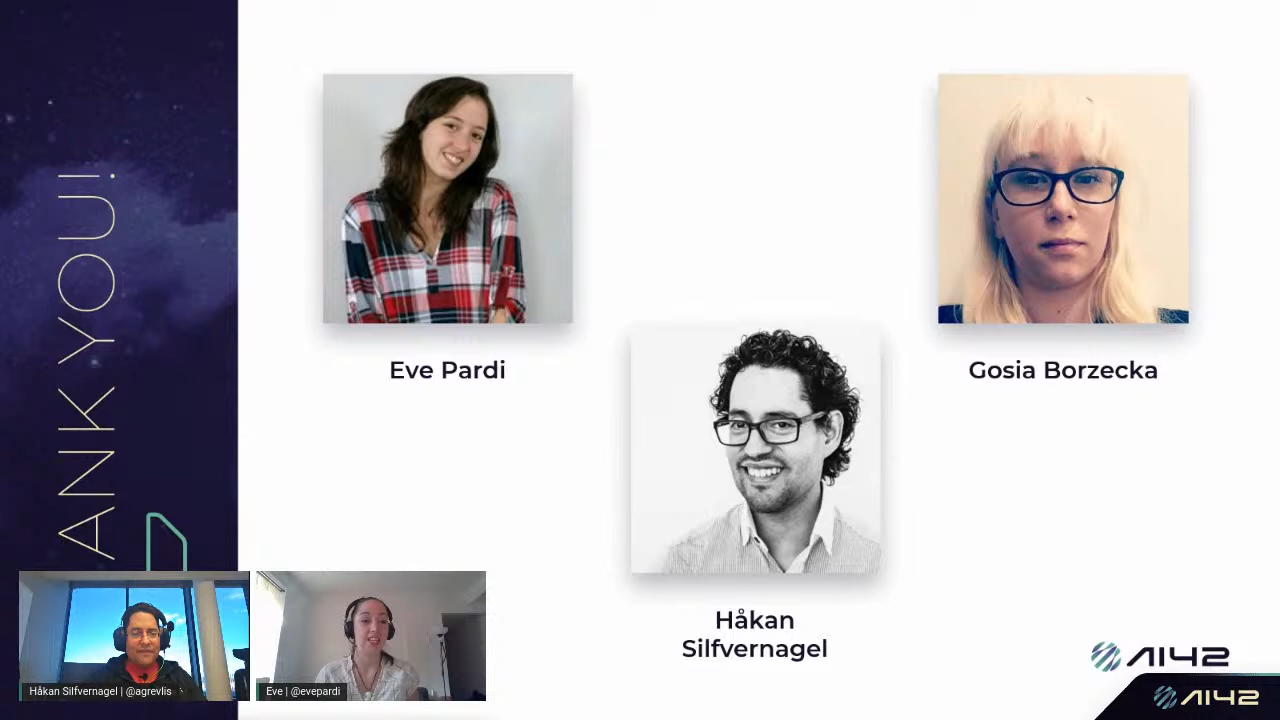 ANK YOU!
Eve Pardi
Gosia Borzecka
Håkan
Silfvernagel
Håkan Silfvernagel | @agrevlis
Eve | @evepardi
AI42
AI42